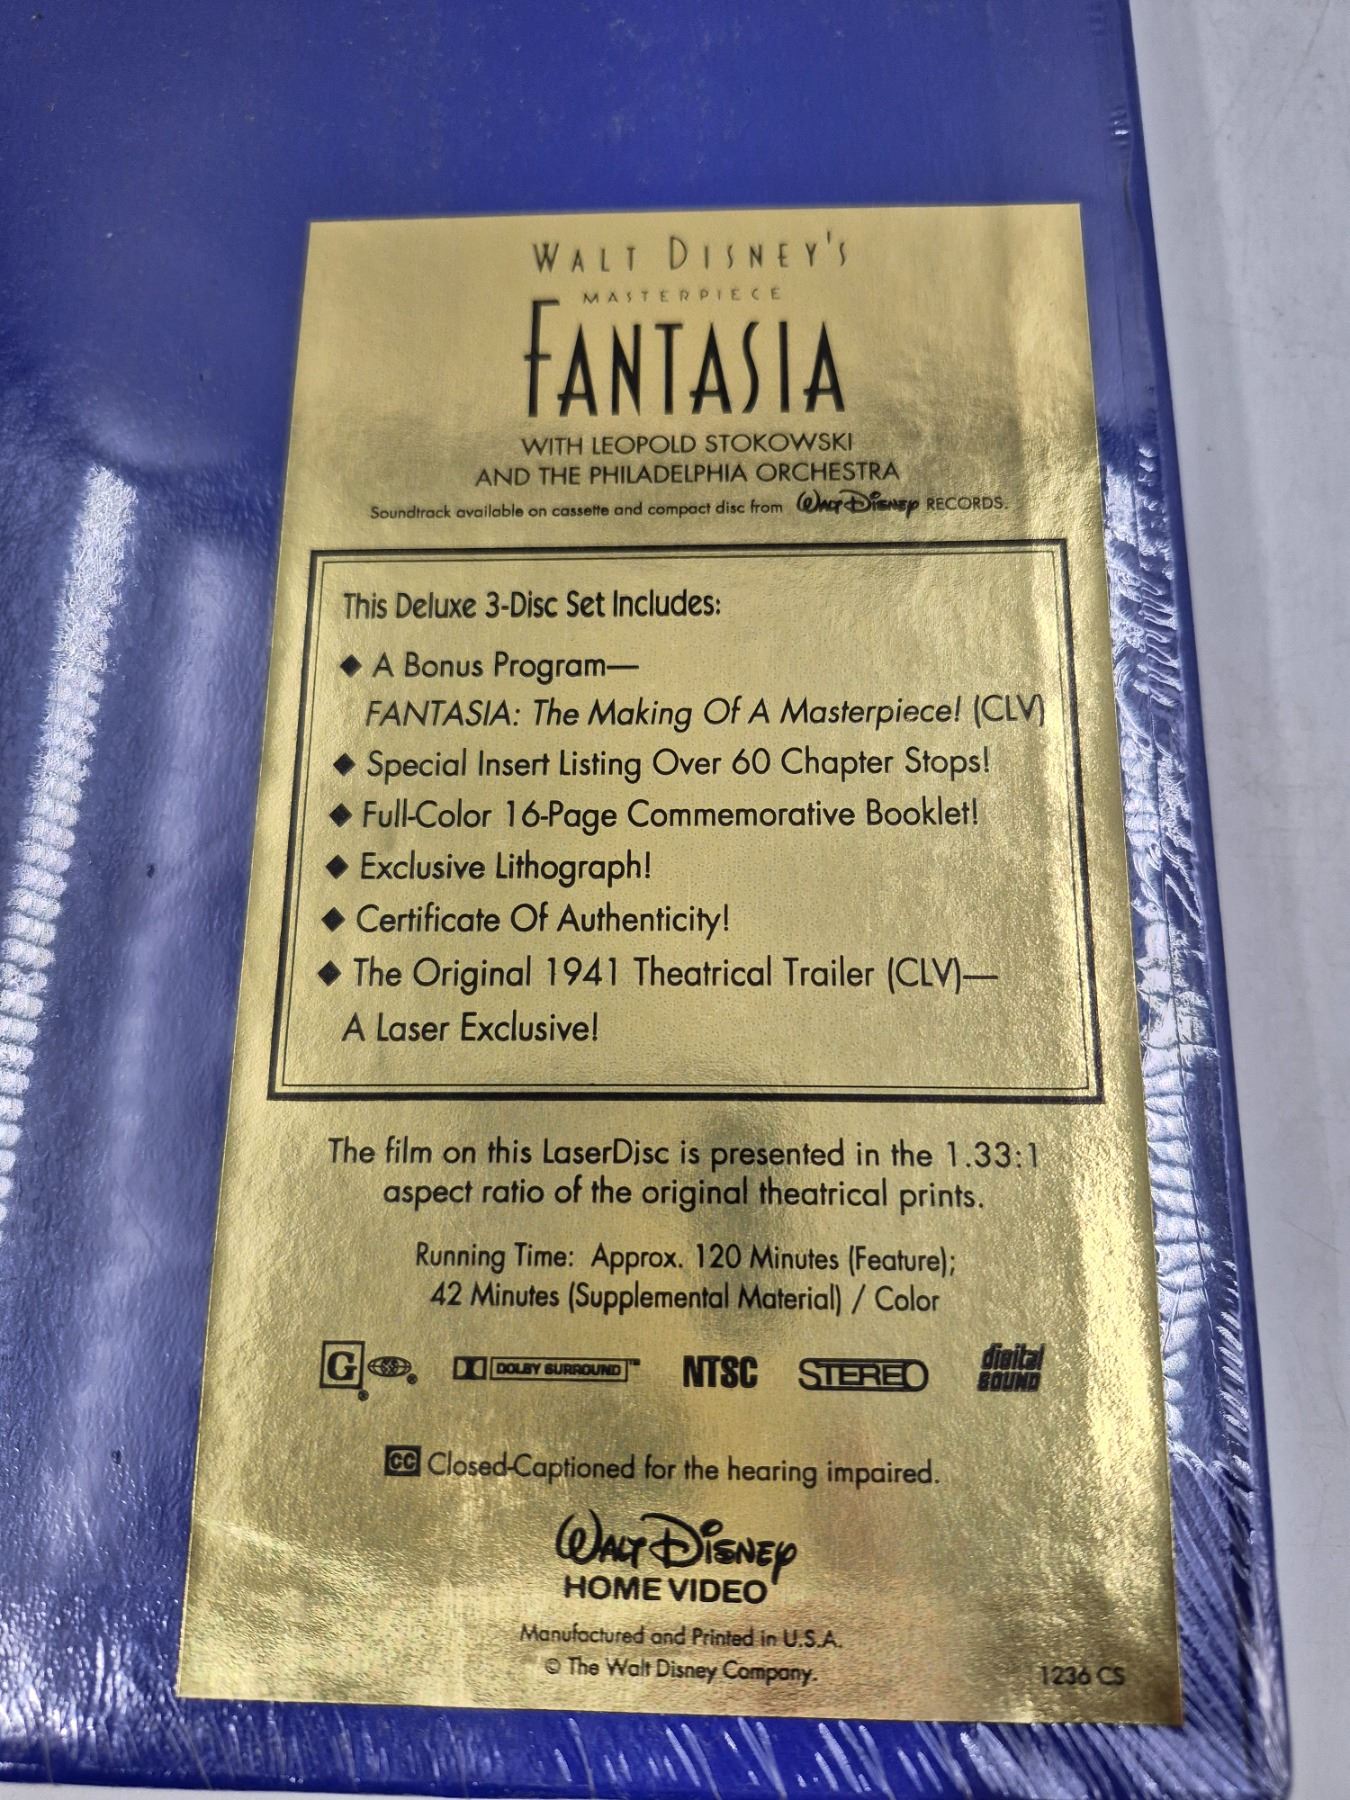 WALT DISNEY'S
MASTERPIECE
FANTASIA
WITH LEOPOLD STOKOWSKI
AND THE PHILADELPHIA ORCHESTRA
Soundtrack available on cassette and compact disc from Walt Disney RECORDS.
This Deluxe 3-Disc Set Includes:
◆ A Bonus Program—
FANTASIA: The Making Of A Masterpiece! (CLV)
◆ Special Insert Listing Over 60 Chapter Stops!
◆ Full-Color 16-Page Commemorative Booklet!
◆ Exclusive Lithograph!
◆ Certificate Of Authenticity!
◆ The Original 1941 Theatrical Trailer (CLV)—
A Laser Exclusive!
The film on this LaserDisc is presented in the 1.33:1
aspect ratio of the original theatrical prints.
Running Time: Approx. 120 Minutes (Feature);
42 Minutes (Supplemental Material) / Color
G ® ® DOLBY SURROUND™ NTSC STEREO digital SOUND
CC Closed-Captioned for the hearing impaired.
Walt Disney
HOME VIDEO
Manufactured and Printed in U.S.A.
© The Walt Disney Company. 1236 CS